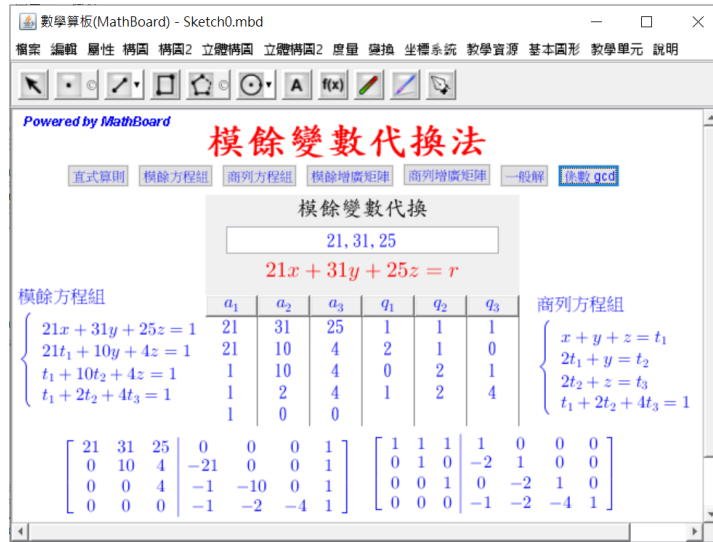 數學算板(MathBoard) - Sketch0.mbd
檔案 編輯 屬性 構圖 構圖2 立體構圖 立體構圖2 度量 變換 坐標系統 教學資源 基本圖形 教學單元 說明
A f(x)
Powered by MathBoard
模餘變數代換法
直式算則 模餘方程組 商列方程組 模餘增廣矩陣 商列增廣矩陣 一般解 係數 gcd
模餘變數代換
21, 31, 25
21x + 31y + 25z = r
模餘方程組
21x + 31y + 25z = 1
21t₁ + 10y + 4z = 1
t₁ + 10t₂ + 4z = 1
t₁ + 2t₂ + 4t₃ = 1
a₁ a₂ a₃ q₁ q₂ q₃
21 31 25 1 1 1
21 10 4 2 1 0
1 10 4 0 2 1
1 2 4 1 2 4
1 0 0
商列方程組
x + y + z = t₁
2t₁ + y = t₂
2t₂ + z = t₃
t₁ + 2t₂ + 4t₃ = 1
21 31 25 0 0 0 1
0 10 4 −21 0 0 1
0 0 4 −1 −10 0 1
0 0 0 −1 −2 −4 1
1 1 1 1 0 0 0
0 1 0 −2 1 0 0
0 0 1 0 −2 1 0
0 0 0 −1 −2 −4 1